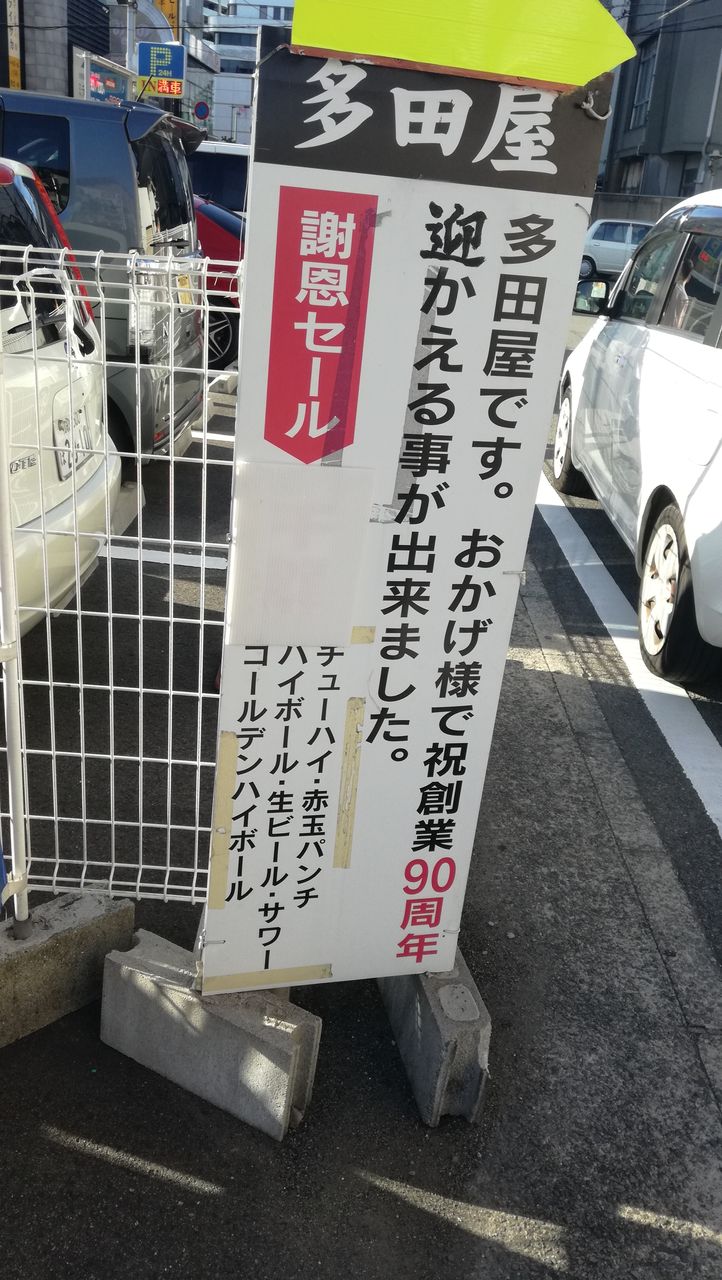 多田屋
多田屋です。おかげ様で祝創業90周年
迎かえる事が出来ました。
謝恩セール
チューハイ・赤玉パンチ
ハイボール・生ビール・サワー
コールデンハイボール
P
24H
満車